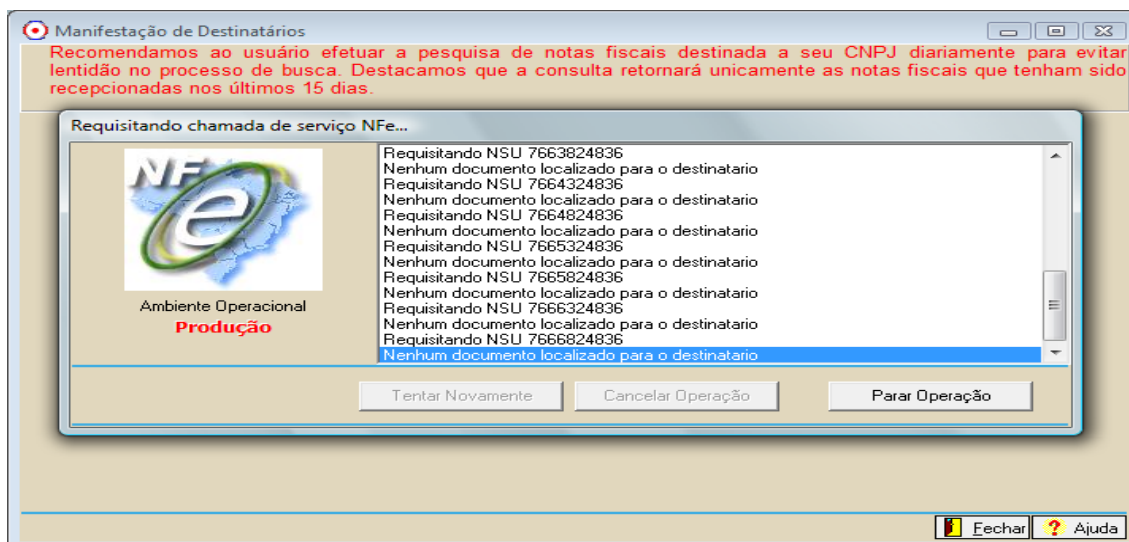 Manifestação de Destinatários
Recomendamos ao usuário efetuar a pesquisa de notas fiscais destinada a seu CNPJ diariamente para evitar
lentidão no processo de busca. Destacamos que a consulta retornará unicamente as notas fiscais que tenham sido
recepcionadas nos últimos 15 dias.
Requisitando chamada de serviço NFe...
NF
e
Requisitando NSU 7663824836
Nenhum documento localizado para o destinatario
Requisitando NSU 7664324836
Nenhum documento localizado para o destinatario
Requisitando NSU 7664824836
Nenhum documento localizado para o destinatario
Requisitando NSU 7665324836
Nenhum documento localizado para o destinatario
Requisitando NSU 7665824836
Nenhum documento localizado para o destinatario
Requisitando NSU 7666324836
Nenhum documento localizado para o destinatario
Requisitando NSU 7666824836
Nenhum documento localizado para o destinatario
Ambiente Operacional
Produção
Tentar Novamente
Cancelar Operação
Parar Operação
Fechar
? Ajuda